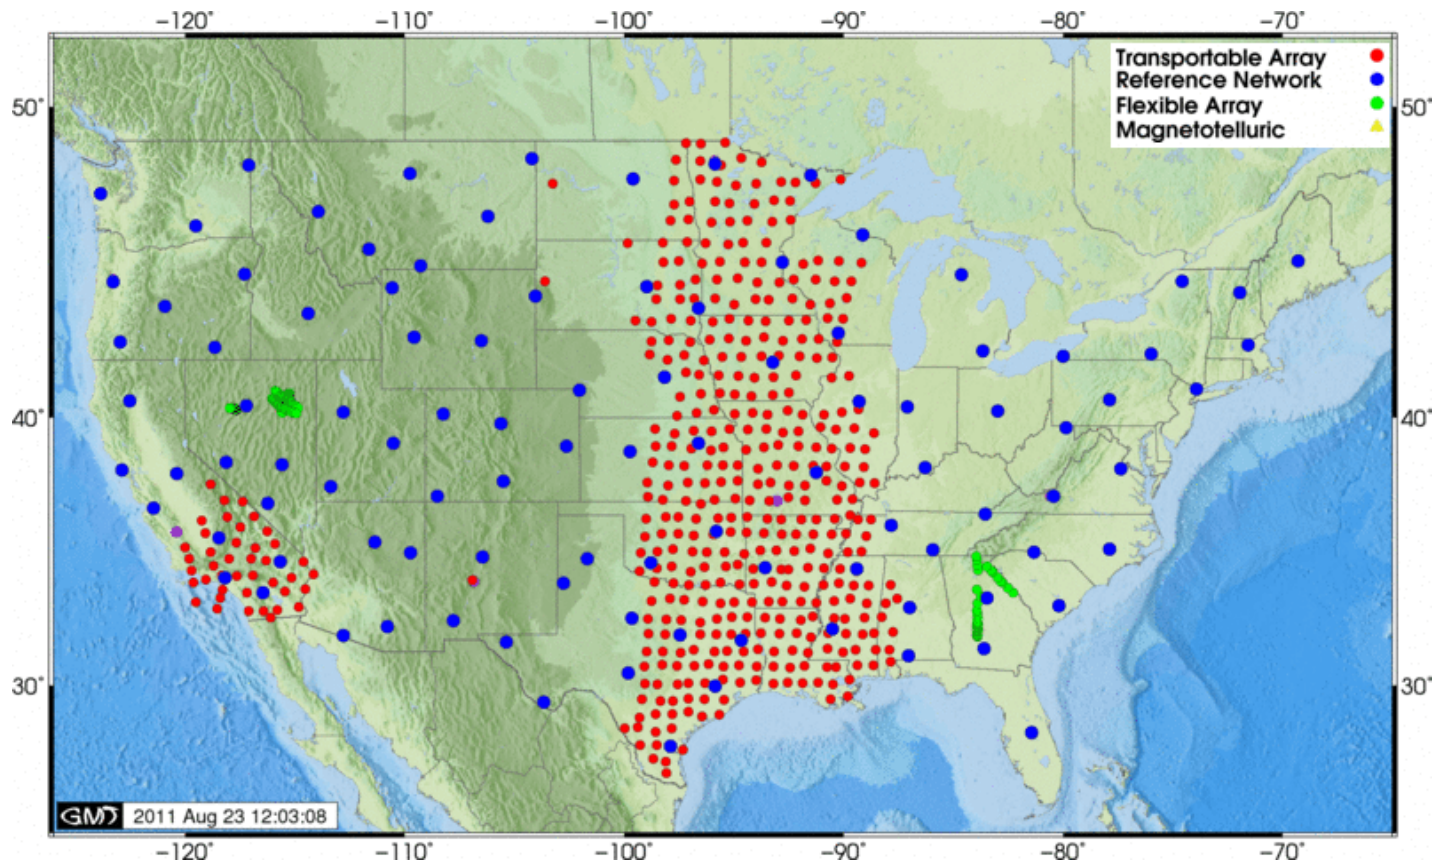 −120° −110° −100° −90° −80° −70°
Transportable Array
Reference Network
Flexible Array
Magnetotelluric
50° 50°
40° 40°
30° 30°
GMT 2011 Aug 23 12:03:08
−120° −110° −100° −90° −80° −70°